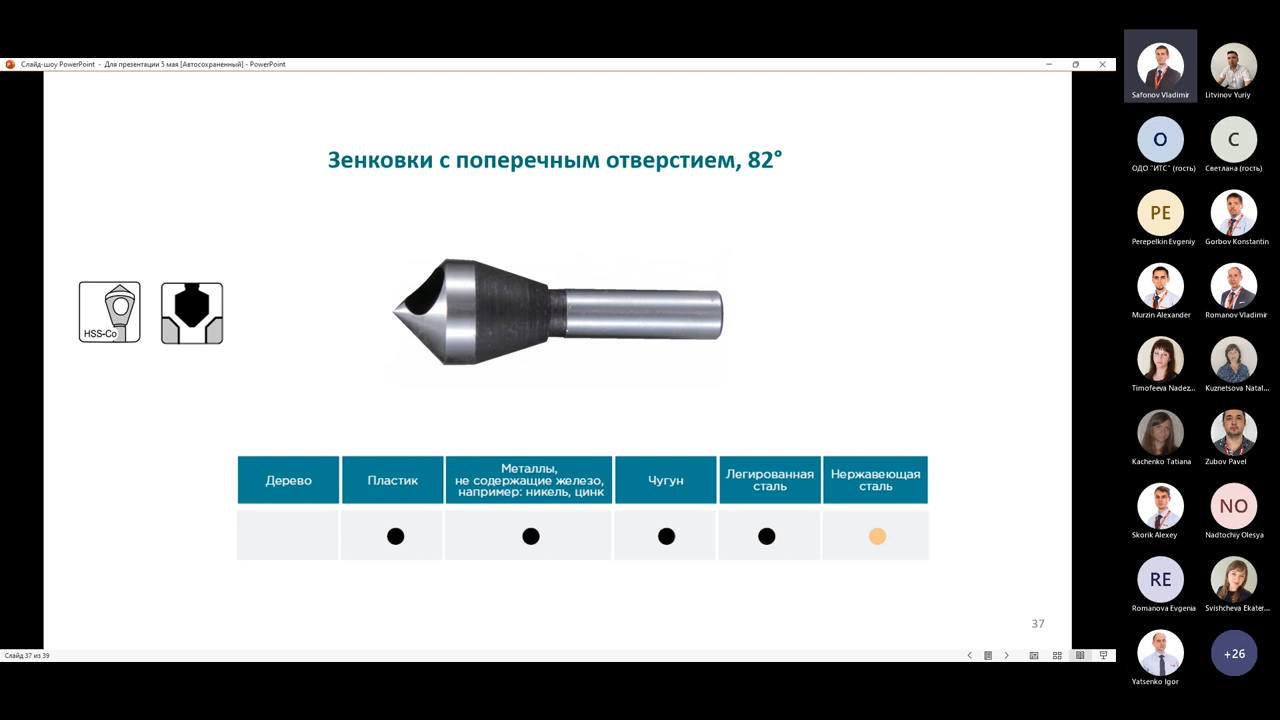 Слайд-шоу PowerPoint - Для презентации 5 мая [Автосохраненный] - PowerPoint
Зенковки с поперечным отверстием, 82°
HSS-Co
Дерево
Пластик
Металлы,
не содержащие железо,
например: никель, цинк
Чугун
Легированная
сталь
Нержавеющая
сталь
37
Слайд 37 из 39
Safonov Vladimir
Litvinov Yuriy
О
С
ОДО "ИТС" (гость)
Светлана (гость)
PE
Perepelkin Evgeniy
Gorbov Konstantin
Murzin Alexander
Romanov Vladimir
Timofeeva Nadez...
Kuznetsova Natal...
Kachenko Tatiana
Zubov Pavel
NO
Skorik Alexey
Nadtochiy Olesya
RE
Romanova Evgenia
Svishcheva Ekater...
+26
Yatsenko Igor